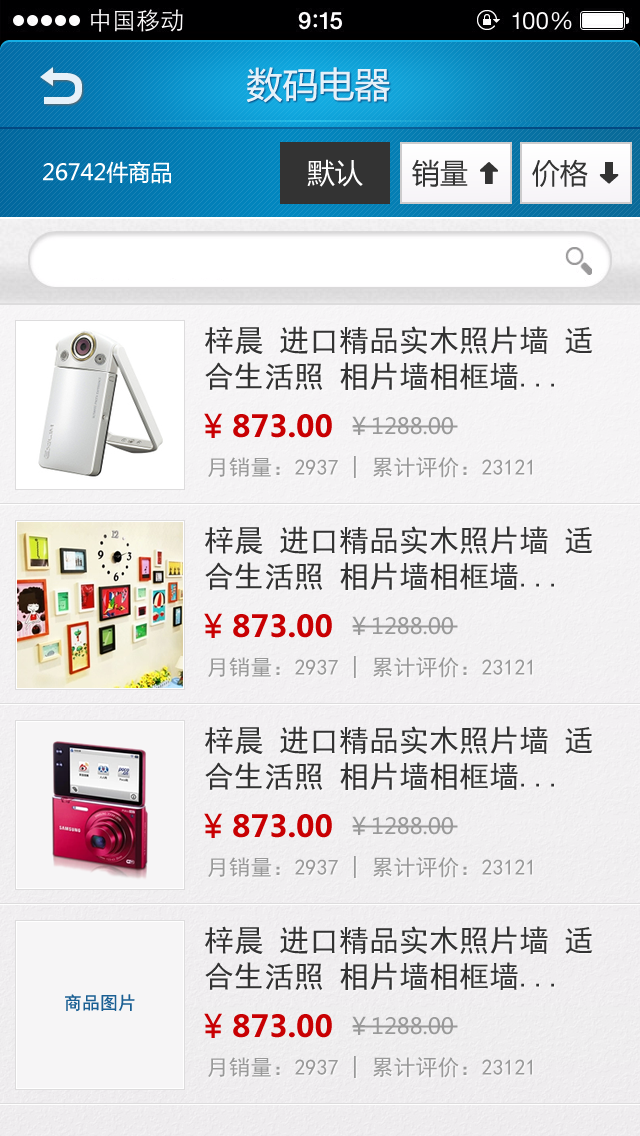 中国移动 9:15 100%
数码电器
26742件商品 默认 销量 价格
梓晨 进口精品实木照片墙 适
合生活照 相片墙相框墙...
¥ 873.00 ¥1288.00
月销量：2937 | 累计评价：23121
12
9 3
6
梓晨 进口精品实木照片墙 适
合生活照 相片墙相框墙...
¥ 873.00 ¥1288.00
月销量：2937 | 累计评价：23121
SAMSUNG
梓晨 进口精品实木照片墙 适
合生活照 相片墙相框墙...
¥ 873.00 ¥1288.00
月销量：2937 | 累计评价：23121
商品图片
梓晨 进口精品实木照片墙 适
合生活照 相片墙相框墙...
¥ 873.00 ¥1288.00
月销量：2937 | 累计评价：23121